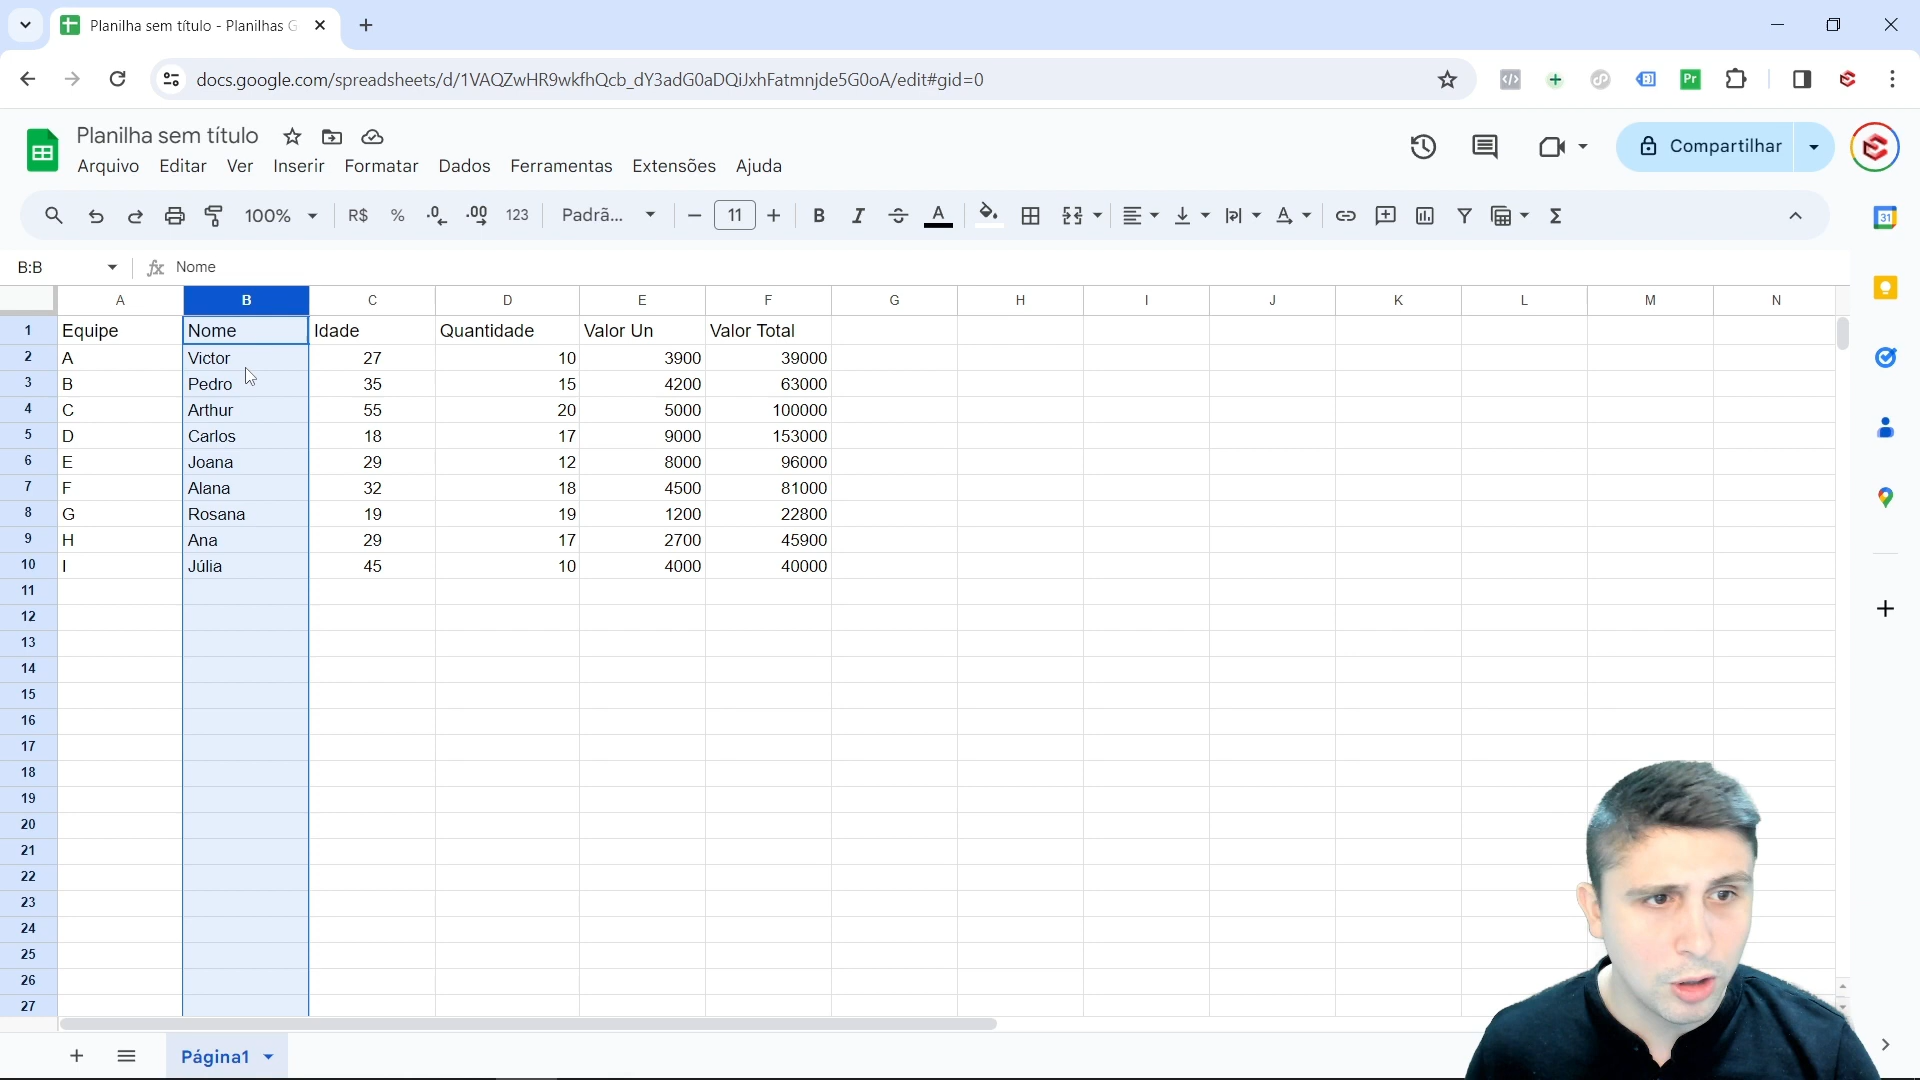 Planilha sem título - Planilhas G
docs.google.com/spreadsheets/d/1VAQZwHR9wkfhQcb_dY3adG0aDQiJxhFatmnjde5G0oA/edit#gid=0
Pr
Planilha sem título
Arquivo Editar Ver Inserir Formatar Dados Ferramentas Extensões Ajuda
Compartilhar
100% R$ % .0 .00 123 Padrã... 11 B I A
31
B:B fx Nome
A B C D E F G H I J K L M N
1 Equipe Nome Idade Quantidade Valor Un Valor Total
2 A Victor 27 10 3900 39000
3 B Pedro 35 15 4200 63000
4 C Arthur 55 20 5000 100000
5 D Carlos 18 17 9000 153000
6 E Joana 29 12 8000 96000
7 F Alana 32 18 4500 81000
8 G Rosana 19 19 1200 22800
9 H Ana 29 17 2700 45900
10 I Júlia 45 10 4000 40000
11
12
13
14
15
16
17
18
19
20
21
22
23
24
25
26
27
Página1